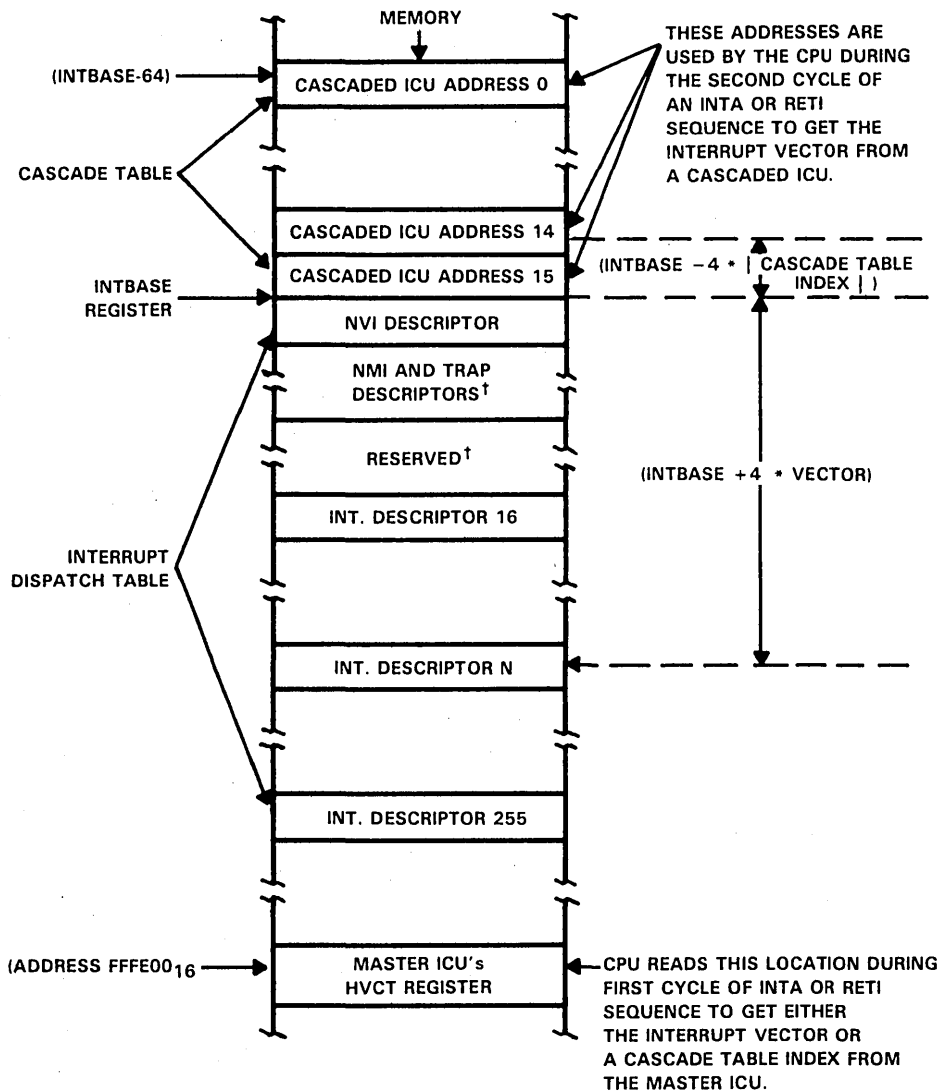 MEMORY
THESE ADDRESSES ARE
USED BY THE CPU DURING
THE SECOND CYCLE OF
AN INTA OR RETI
SEQUENCE TO GET THE
INTERRUPT VECTOR FROM
A CASCADED ICU.
(INTBASE-64)
CASCADED ICU ADDRESS 0
CASCADE TABLE
CASCADED ICU ADDRESS 14
CASCADED ICU ADDRESS 15
(INTBASE −4 * | CASCADE TABLE
INDEX | )
INTBASE
REGISTER
NVI DESCRIPTOR
NMI AND TRAP
DESCRIPTORS†
RESERVED†
(INTBASE +4 * VECTOR)
INT. DESCRIPTOR 16
INTERRUPT
DISPATCH TABLE
INT. DESCRIPTOR N
INT. DESCRIPTOR 255
(ADDRESS FFFE00₁₆
MASTER ICU's
HVCT REGISTER
CPU READS THIS LOCATION DURING
FIRST CYCLE OF INTA OR RETI
SEQUENCE TO GET EITHER
THE INTERRUPT VECTOR OR
A CASCADE TABLE INDEX FROM
THE MASTER ICU.